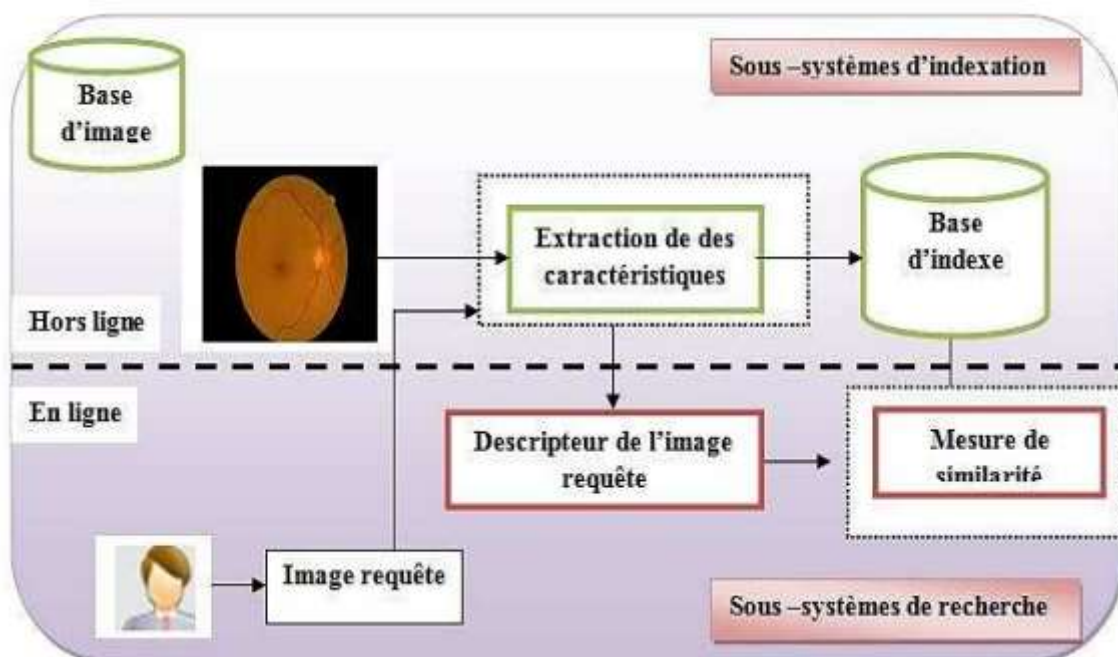 Base
d'image
Sous –systèmes d'indexation
Extraction de des
caractéristiques
Base
d'indexe
Hors ligne
En ligne
Descripteur de l'image
requête
Mesure de
similarité
Image requête
Sous –systèmes de recherche